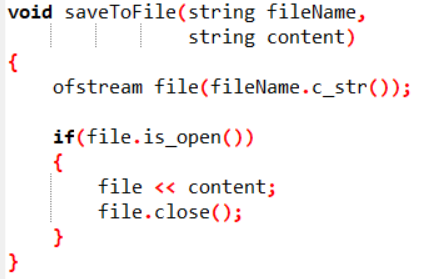 void saveToFile(string fileName,
                string content)
{
    ofstream file(fileName.c_str());

    if(file.is_open())
    {
        file << content;
        file.close();
    }
}